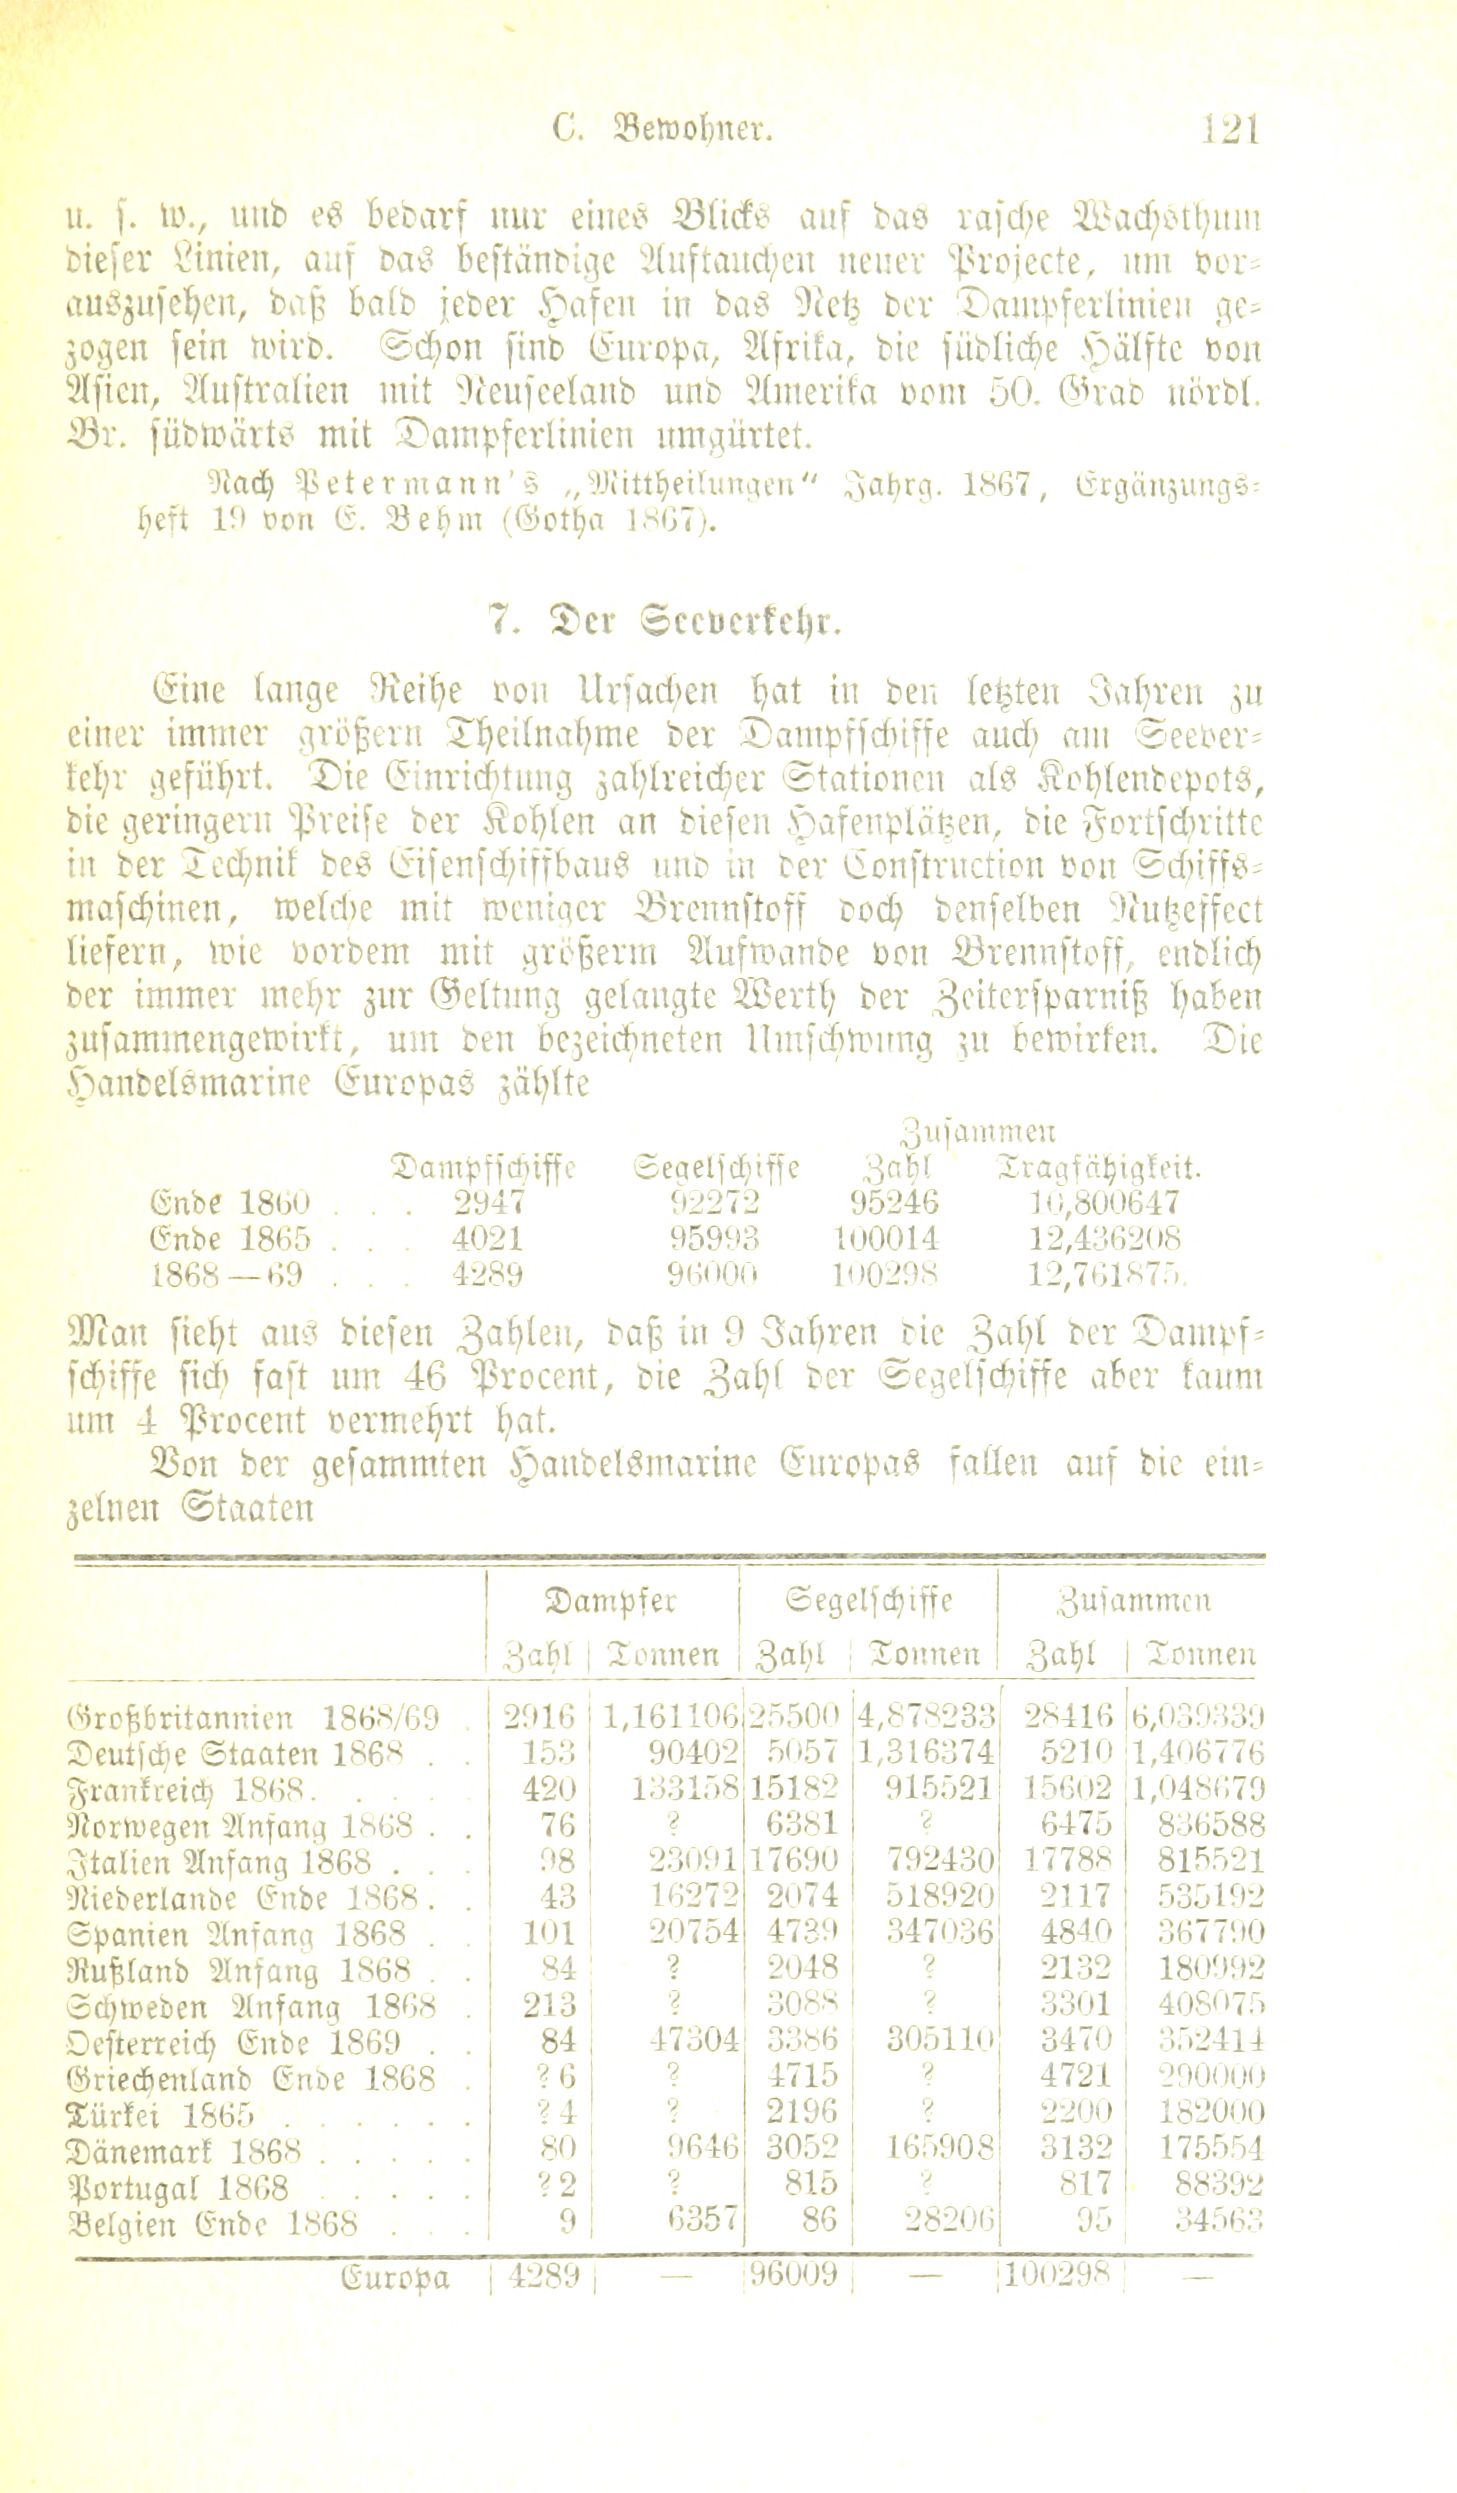 C. Bewohner. 121
u. s. w., und es bedarf nur eines Blicks auf das rasche Wachsthum
dieser Linien, auf das beständige Auftauchen neuer Projecte, um vor-
auszusehen, daß bald jeder Hafen in das Netz der Dampferlinien ge-
zogen sein wird. Schon sind Europa, Afrika, die südliche Hälfte von
Asien, Australien mit Neuseeland und Amerika vom 50. Grad nördl.
Br. südwärts mit Dampferlinien umgürtet.
Nach Petermann's „Mittheilungen" Jahrg. 1867, Ergänzungs-
heft 19 von E. Behm (Gotha 1867).
7. Der Seeverkehr.
Eine lange Reihe von Ursachen hat in den letzten Jahren zu
einer immer größern Theilnahme der Dampfschiffe auch am Seever-
kehr geführt. Die Einrichtung zahlreicher Stationen als Kohlendepots,
die geringern Preise der Kohlen an diesen Hafenplätzen, die Fortschritte
in der Technik des Eisenschiffbaus und in der Construction von Schiffs-
maschinen, welche mit weniger Brennstoff doch denselben Nutzeffect
liefern, wie vordem mit größerm Aufwande von Brennstoff, endlich
der immer mehr zur Geltung gelangte Werth der Zeitersparniß haben
zusammengewirkt, um den bezeichneten Umschwung zu bewirken. Die
Handelsmarine Europas zählte
Zusammen
Dampfschiffe Segelschiffe Zahl Tragfähigkeit.
Ende 1860 . . . 2947 92272 95246 10,800647
Ende 1865 . . . 4021 95993 100014 12,436208
1868—69 . . . 4289 96000 100298 12,761875.
Man sieht aus diesen Zahlen, daß in 9 Jahren die Zahl der Dampf-
schiffe sich fast um 46 Procent, die Zahl der Segelschiffe aber kaum
um 4 Procent vermehrt hat.
Von der gesammten Handelsmarine Europas fallen auf die ein-
zelnen Staaten
Dampfer Segelschiffe Zusammen
Zahl Tonnen Zahl Tonnen Zahl Tonnen
Großbritannien 1868/69 . 2916 1,161106 25500 4,878233 28416 6,039339
Deutsche Staaten 1868 . . 153 90402 5057 1,316374 5210 1,406776
Frankreich 1868. . . . . 420 133158 15182 915521 15602 1,048679
Norwegen Anfang 1868 . . 76 ? 6381 ? 6475 836588
Italien Anfang 1868 . . . 98 23091 17690 792430 17788 815521
Niederlande Ende 1868. . 43 16272 2074 518920 2117 535192
Spanien Anfang 1868 . . 101 20754 4739 347036 4840 367790
Rußland Anfang 1868 . . 84 ? 2048 ? 2132 180992
Schweden Anfang 1868 . 213 ? 3088 ? 3301 408075
Oesterreich Ende 1869 . . 84 47304 3386 305110 3470 352414
Griechenland Ende 1868 . ? 6 ? 4715 ? 4721 290000
Türkei 1865 . . . . . . ? 4 ? 2196 ? 2200 182000
Dänemark 1868 . . . . . 80 9646 3052 165908 3132 175554
Portugal 1868 . . . . . ? 2 ? 815 ? 817 88392
Belgien Ende 1868 . . . 9 6357 86 28206 95 34563
Europa 4289 — 96009 — 100298 —